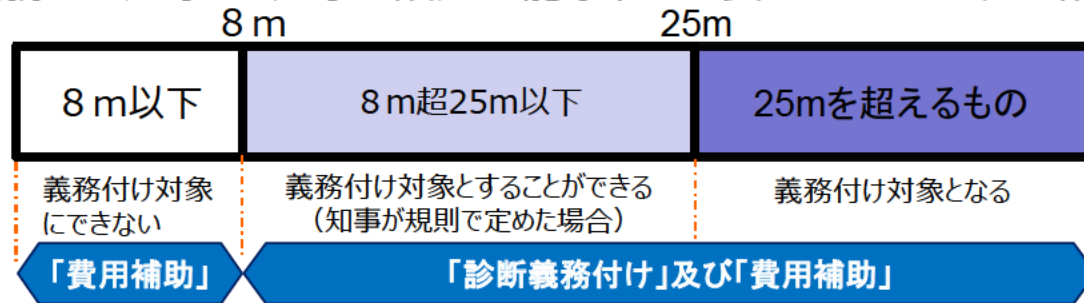 8ｍ
25m
8ｍ以下
8ｍ超25m以下
25mを超えるもの
義務付け対象
にできない
義務付け対象とすることができる
（知事が規則で定めた場合）
義務付け対象となる
「費用補助」
「診断義務付け」及び「費用補助」